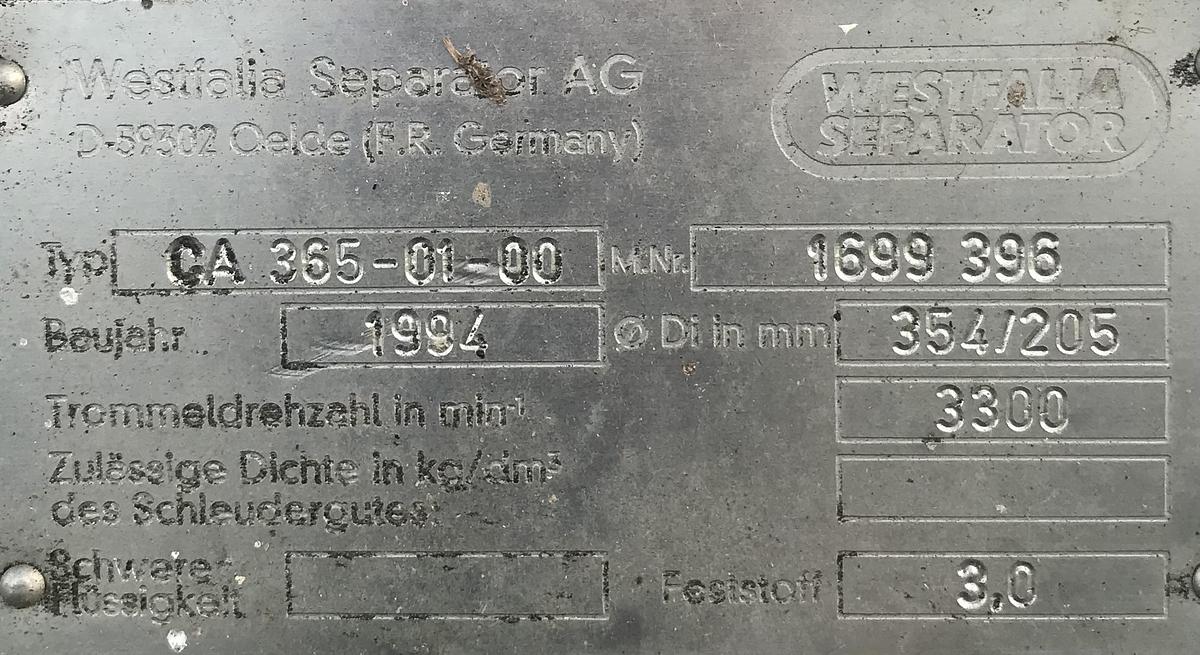 Westfalia Separator AG
D-59302 Oelde (F.R. Germany)
WESTFALIA
SEPARATOR
Typ CA 365-01-00 M.Nr. 1699 396
Baujahr 1994 Ø Di in mm 354/205
Trommeldrehzahl in min⁻¹ 3300
Zulässige Dichte in kg/dm³
des Schleudergutes:
Schwere Feststoff 3,0
Flüssigkeit